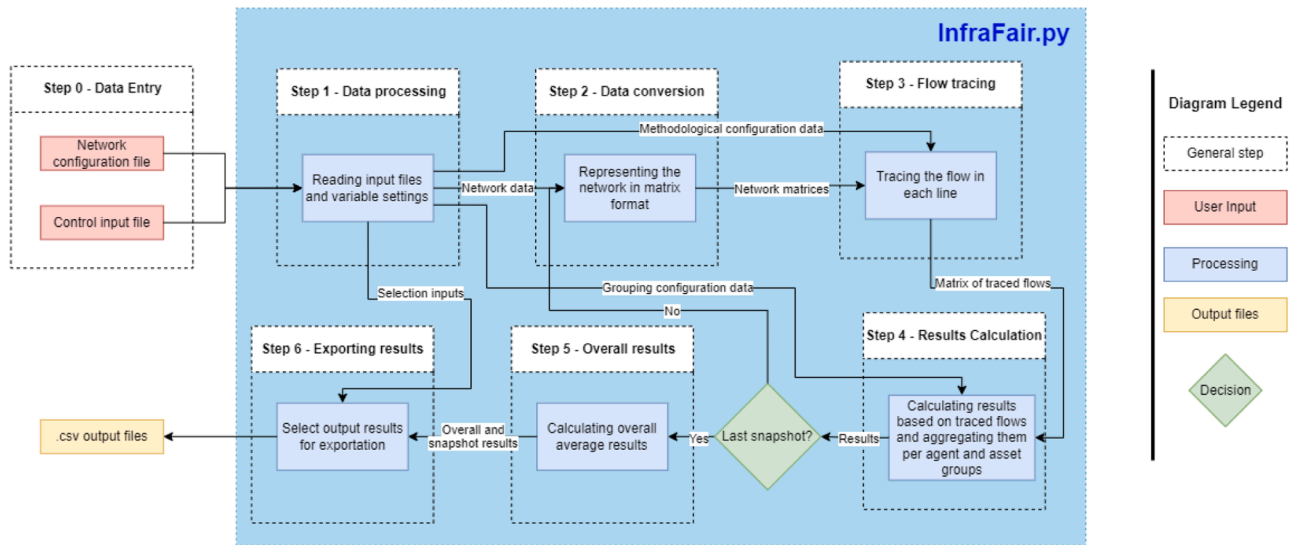 InfraFair.py
Step 0 - Data Entry
Network
configuration file
Control input file
Step 1 - Data processing
Reading input files
and variable settings
Step 2 - Data conversion
Representing the
network in matrix
format
Step 3 - Flow tracing
Tracing the flow in
each line
Methodological configuration data
Network data
Network matrices
Selection inputs
Grouping configuration data
Matrix of traced flows
No
Step 6 - Exporting results
Select output results
for exportation
Step 5 - Overall results
Calculating overall
average results
Step 4 - Results Calculation
Calculating results
based on traced flows
and aggregating them
per agent and asset
groups
.csv output files
Overall and
snapshot results
Yes
Last snapshot?
Results
Diagram Legend
General step
User Input
Processing
Output files
Decision